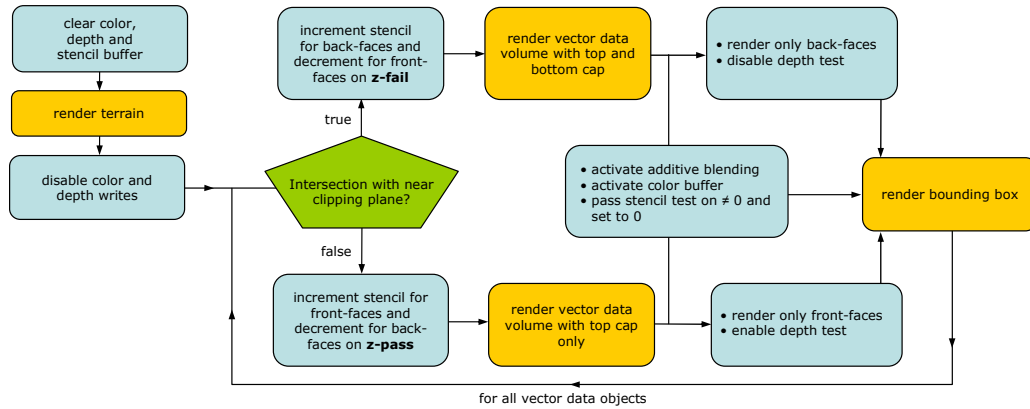 clear color,
depth and
stencil buffer
render terrain
disable color and
depth writes
Intersection with near
clipping plane?
true
false
increment stencil
for back-faces and
decrement for front-
faces on z-fail
render vector data
volume with top and
bottom cap
• render only back-faces
• disable depth test
• activate additive blending
• activate color buffer
• pass stencil test on ≠ 0 and
set to 0
render bounding box
increment stencil for
front-faces and
decrement for back-
faces on z-pass
render vector data
volume with top cap
only
• render only front-faces
• enable depth test
for all vector data objects